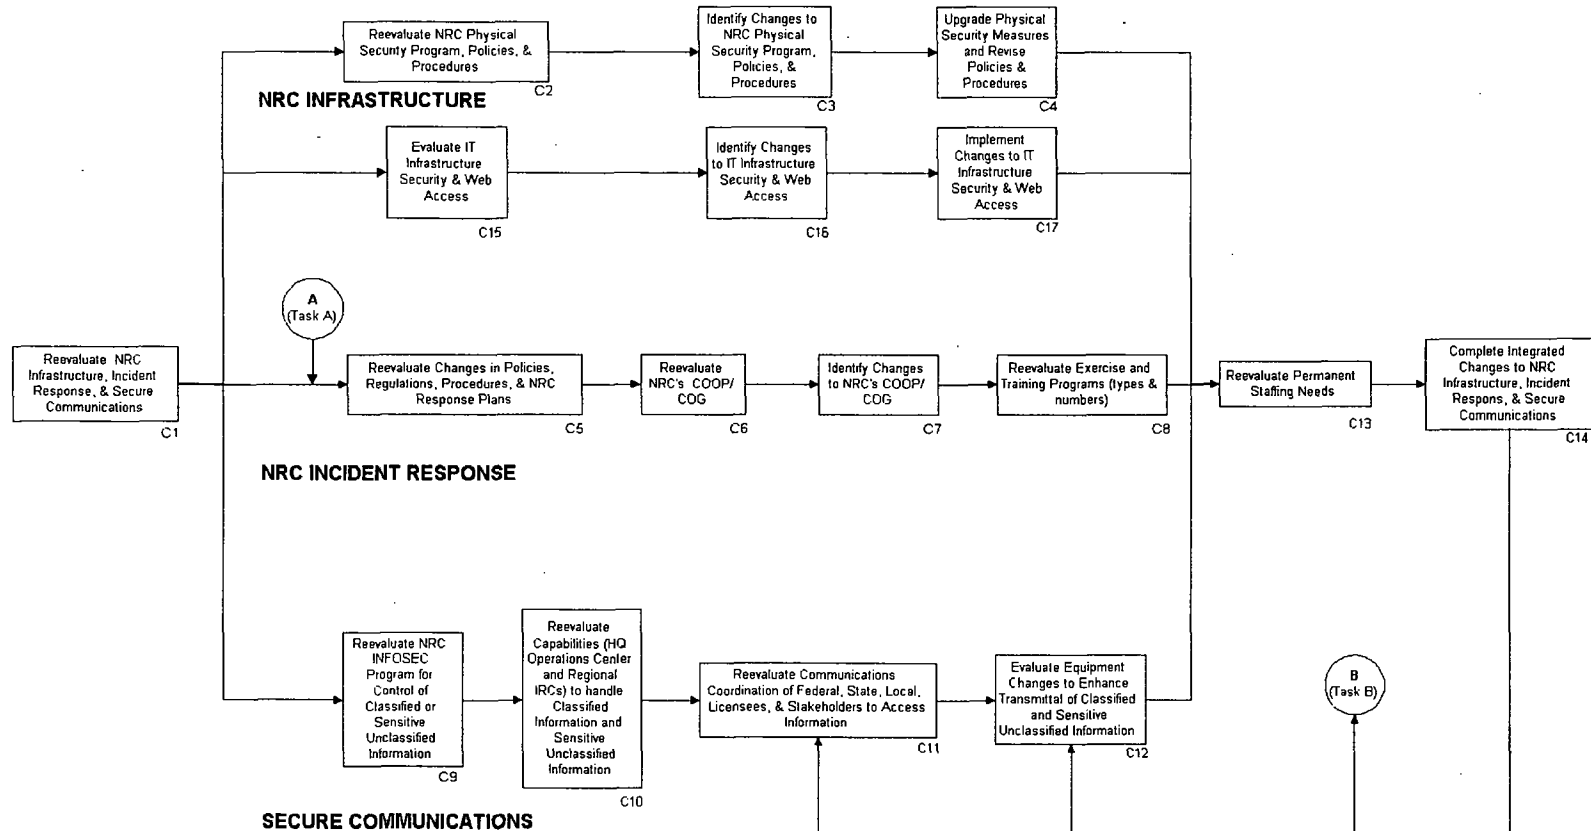 Reevaluate NRC Physical
Security Program, Policies, &
Procedures
C2
Identify Changes to
NRC Physical
Security Program,
Policies, &
Procedures
C3
Upgrade Physical
Security Measures
and Revise
Policies &
Procedures
C4
NRC INFRASTRUCTURE
Evaluate IT
Infrastructure
Security & Web
Access
C15
Identify Changes
to IT Infrastructure
Security & Web
Access
C16
Implement
Changes to IT
Infrastructure
Security & Web
Access
C17
A
(Task A)
Reevaluate NRC
Infrastructure, Incident
Response, & Secure
Communications
C1
Reevaluate Changes in Policies,
Regulations, Procedures, & NRC
Response Plans
C5
Reevaluate
NRC's COOP/
COG
C6
Identify Changes
to NRC's COOP/
COG
C7
Reevaluate Exercise and
Training Programs (types &
numbers)
C8
Reevaluate Permanent
Staffing Needs
C13
Complete Integrated
Changes to NRC
Infrastructure, Incident
Respons, & Secure
Communications
C14
NRC INCIDENT RESPONSE
Reevaluate NRC
INFOSEC
Program for
Control of
Classified or
Sensitive
Unclassified
Information
C9
Reevaluate
Capabilities (HQ
Operations Center
and Regional
IRCs) to handle
Classified
Information and
Sensitive
Unclassified
Information
C10
Reevaluate Communications
Coordination of Federal, State, Local,
Licensees, & Stakeholders to Access
Information
C11
Evaluate Equipment
Changes to Enhance
Transmittal of Classified
and Sensitive
Unclassified Information
C12
B
(Task B)
SECURE COMMUNICATIONS